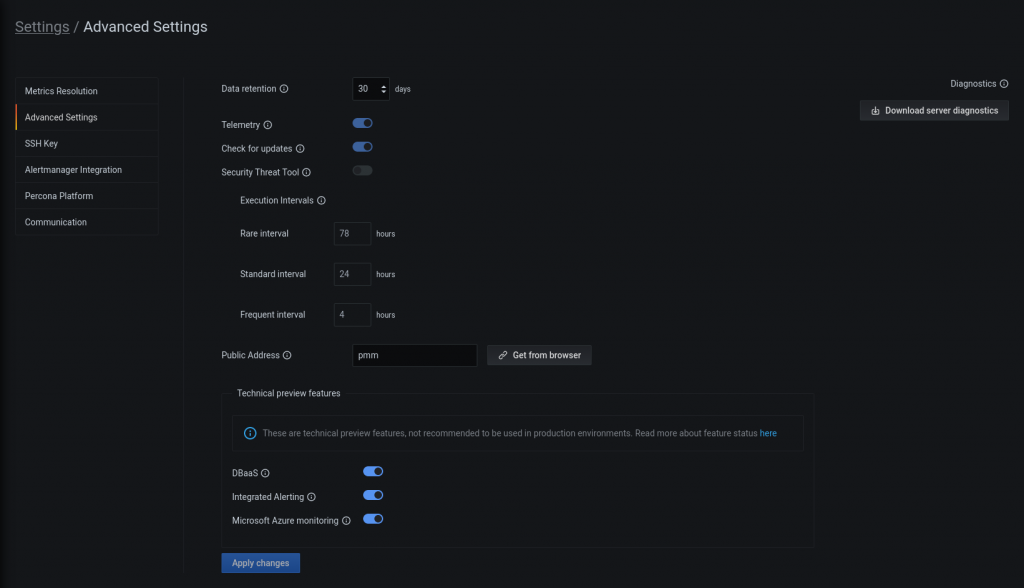 Settings / Advanced Settings
Metrics Resolution
Advanced Settings
SSH Key
Alertmanager Integration
Percona Platform
Communication
Data retention 30 days
Telemetry
Check for updates
Security Threat Tool
Execution Intervals
Rare interval 78 hours
Standard interval 24 hours
Frequent interval 4 hours
Public Address pmm Get from browser
Technical preview features
These are technical preview features, not recommended to be used in production environments. Read more about feature status here
DBaaS
Integrated Alerting
Microsoft Azure monitoring
Apply changes
Diagnostics
Download server diagnostics